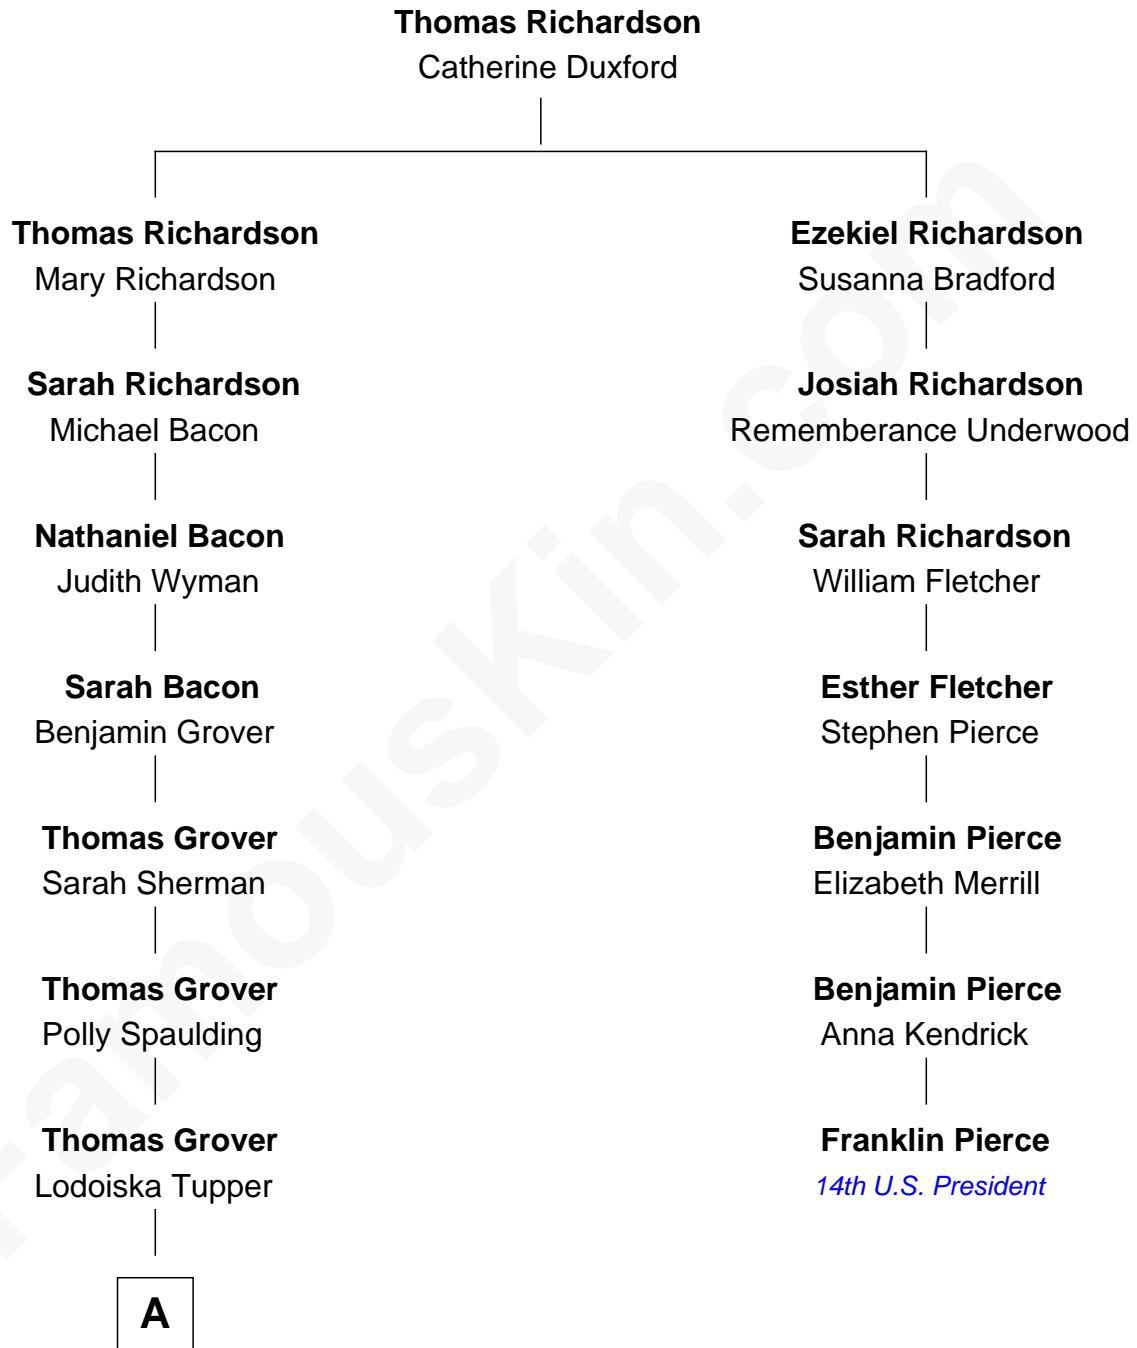 Thomas Richardson
Catherine Duxford
Thomas Richardson
Mary Richardson
Sarah Richardson
Michael Bacon
Nathaniel Bacon
Judith Wyman
Sarah Bacon
Benjamin Grover
Thomas Grover
Sarah Sherman
Thomas Grover
Polly Spaulding
Thomas Grover
Lodoiska Tupper
A
Ezekiel Richardson
Susanna Bradford
Josiah Richardson
Rememberance Underwood
Sarah Richardson
William Fletcher
Esther Fletcher
Stephen Pierce
Benjamin Pierce
Elizabeth Merrill
Benjamin Pierce
Anna Kendrick
Franklin Pierce
14th U.S. President
FamousKin.com